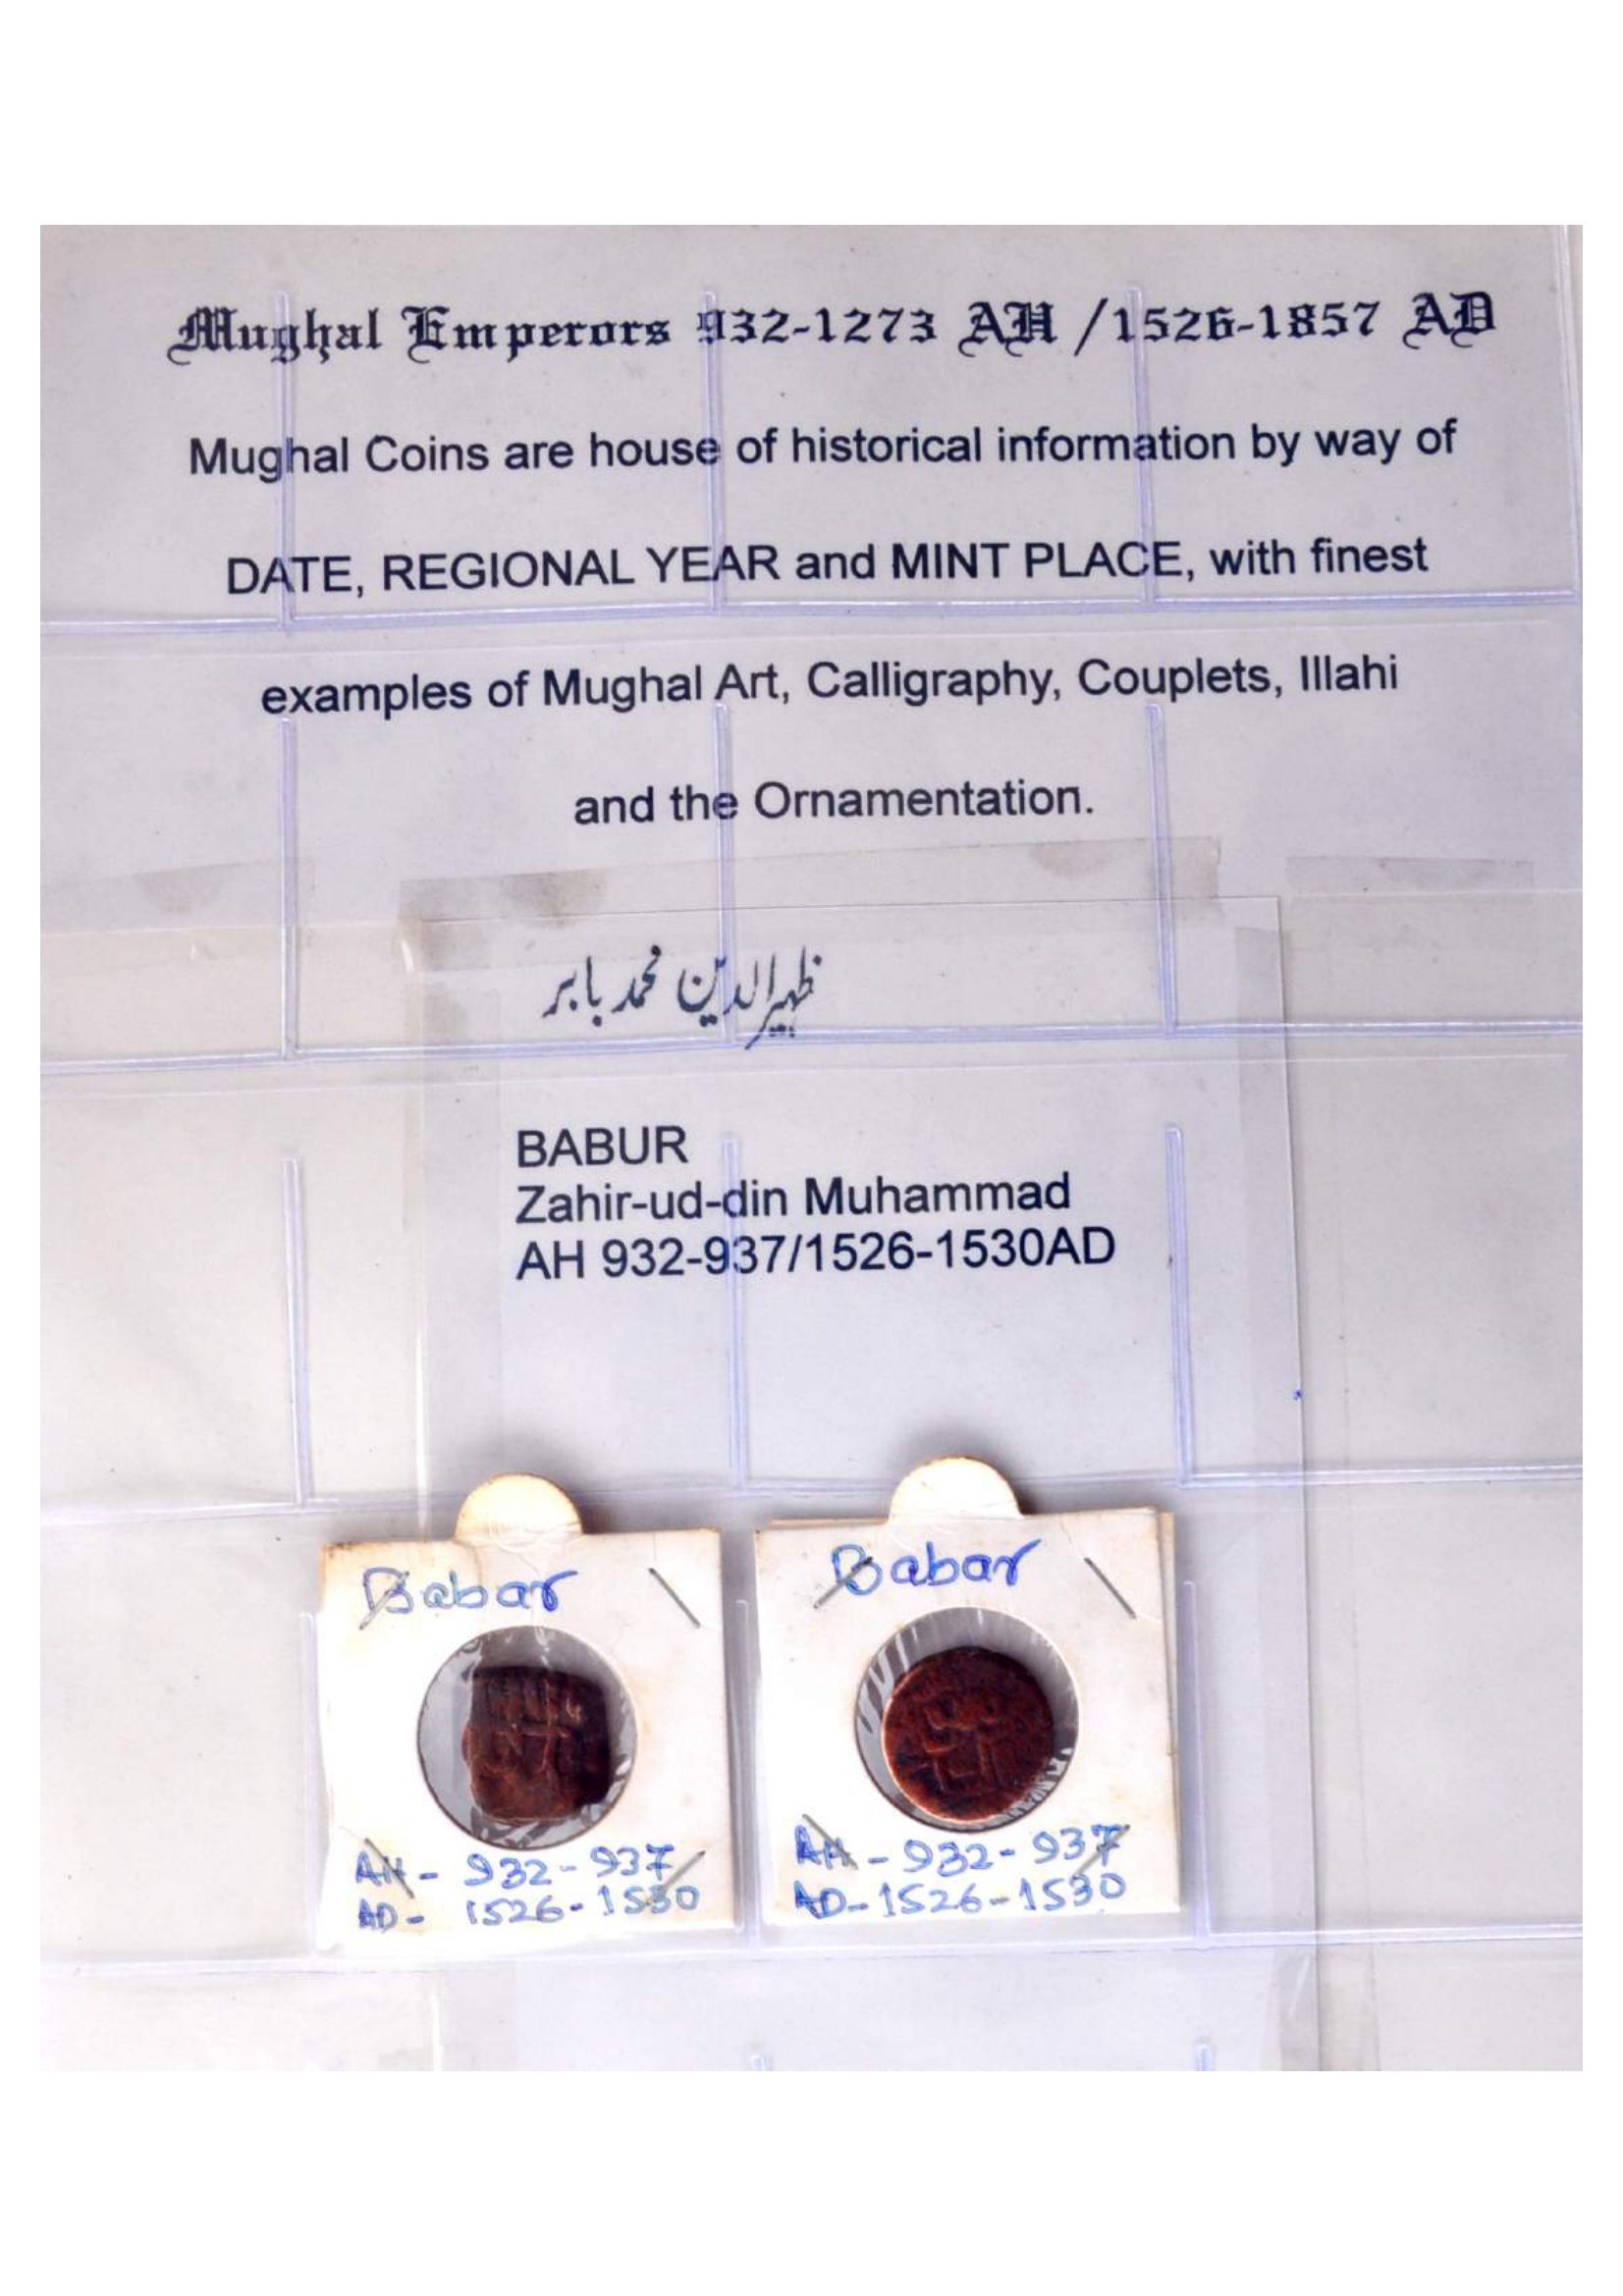 Mughal Emperors 932-1273 AH /1526-1857 AD
Mughal Coins are house of historical information by way of
DATE, REGIONAL YEAR and MINT PLACE, with finest
examples of Mughal Art, Calligraphy, Couplets, Illahi
and the Ornamentation.
ظہیرالدین محمد بابر
BABUR
Zahir-ud-din Muhammad
AH 932-937/1526-1530AD
Babar
AH - 932 - 937
AD - 1526 - 1530
Babar
AH - 932 - 937
AD - 1526 - 1530